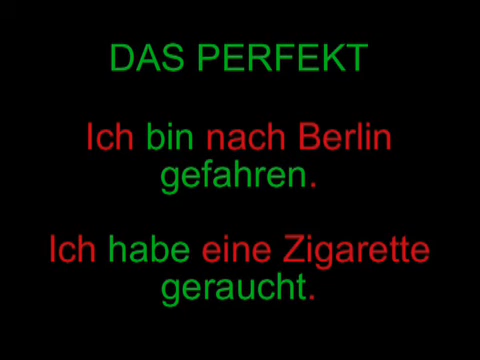 DAS PERFEKT
Ich bin nach Berlin
gefahren.
Ich habe eine Zigarette
geraucht.